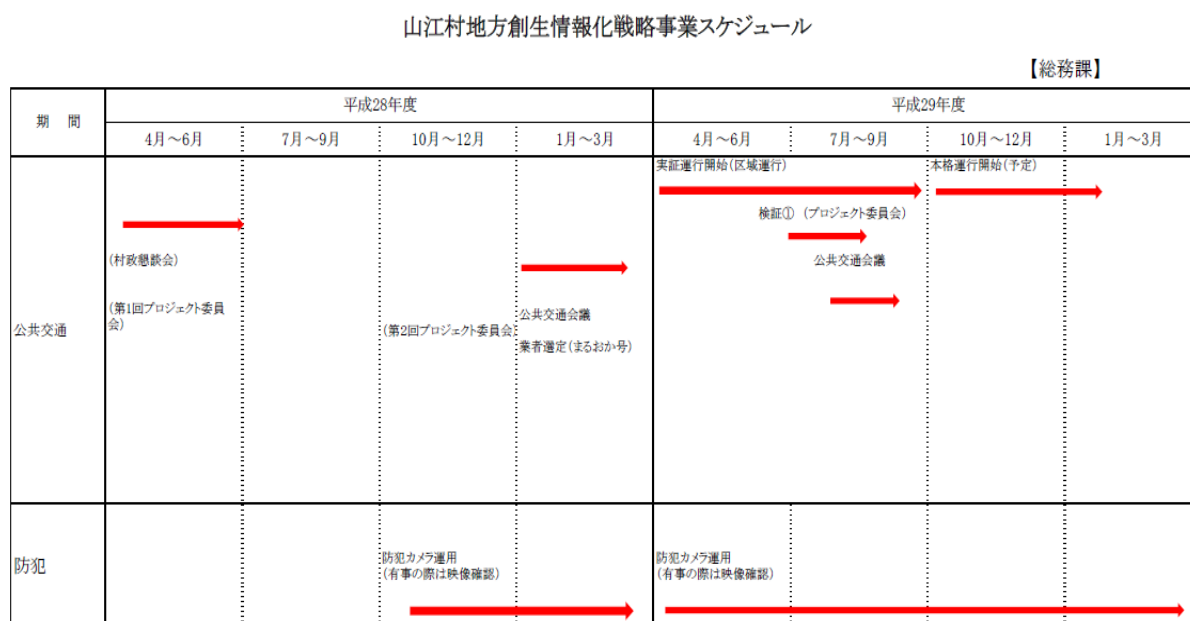 山江村地方創生情報化戦略事業スケジュール
【総務課】
期　間
平成28年度
平成29年度
4月～6月
7月～9月
10月～12月
1月～3月
4月～6月
7月～9月
10月～12月
1月～3月
公共交通
(村政懇談会)
(第1回プロジェクト委員
会)
(第2回プロジェクト委員会)
公共交通会議
業者選定(まるおか号)
実証運行開始(区域運行)
検証①　(プロジェクト委員会)
公共交通会議
本格運行開始(予定)
防犯
防犯カメラ運用
(有事の際は映像確認)
防犯カメラ運用
(有事の際は映像確認)